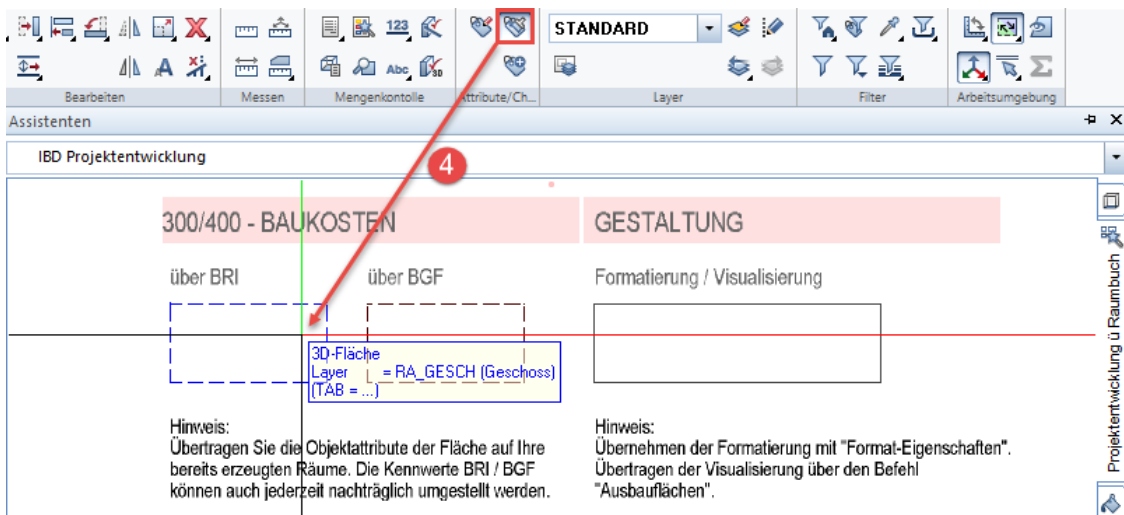 123
STANDARD
Abc
3D
Bearbeiten
Messen
Mengenkontolle
Attribute/Ch...
Layer
Filter
Arbeitsumgebung
Assistenten
IBD Projektentwicklung
4
300/400 - BAUKOSTEN
GESTALTUNG
über BRI
über BGF
Formatierung / Visualisierung
3D-Fläche
Layer = RA_GESCH (Geschoss)
(TAB = ...)
Hinweis:
Übertragen Sie die Objektattribute der Fläche auf Ihre
bereits erzeugten Räume. Die Kennwerte BRI / BGF
können auch jederzeit nachträglich umgestellt werden.
Hinweis:
Übernehmen der Formatierung mit "Format-Eigenschaften".
Übertragen der Visualisierung über den Befehl
"Ausbauflächen".
Projektentwicklung ü Raumbuch